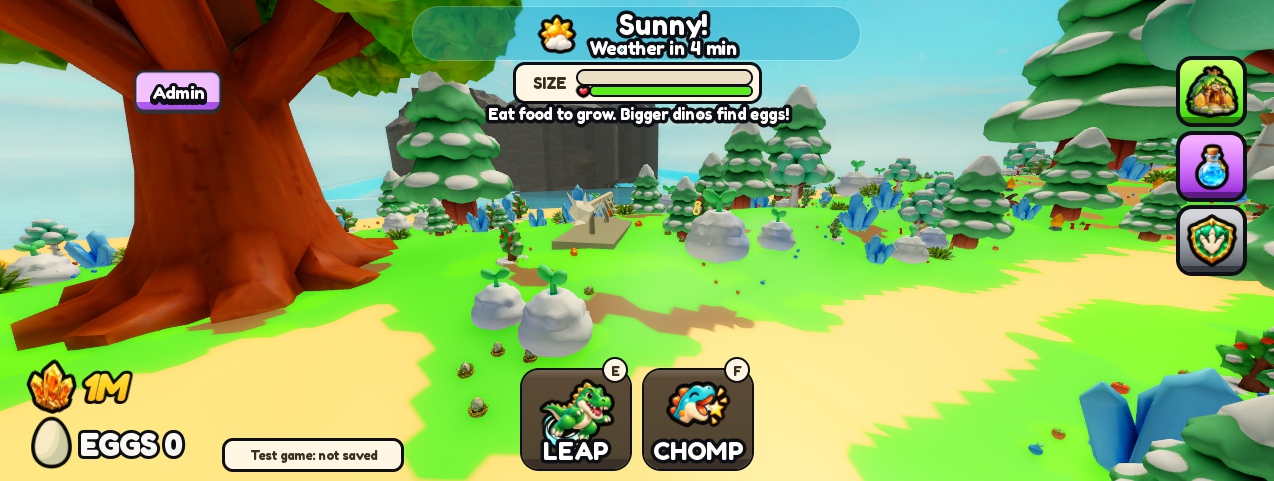 Sunny!
Weather in 4 min
Admin
SIZE
Eat food to grow. Bigger dinos find eggs!
1M
EGGS 0
Test game: not saved
E
LEAP
F
CHOMP